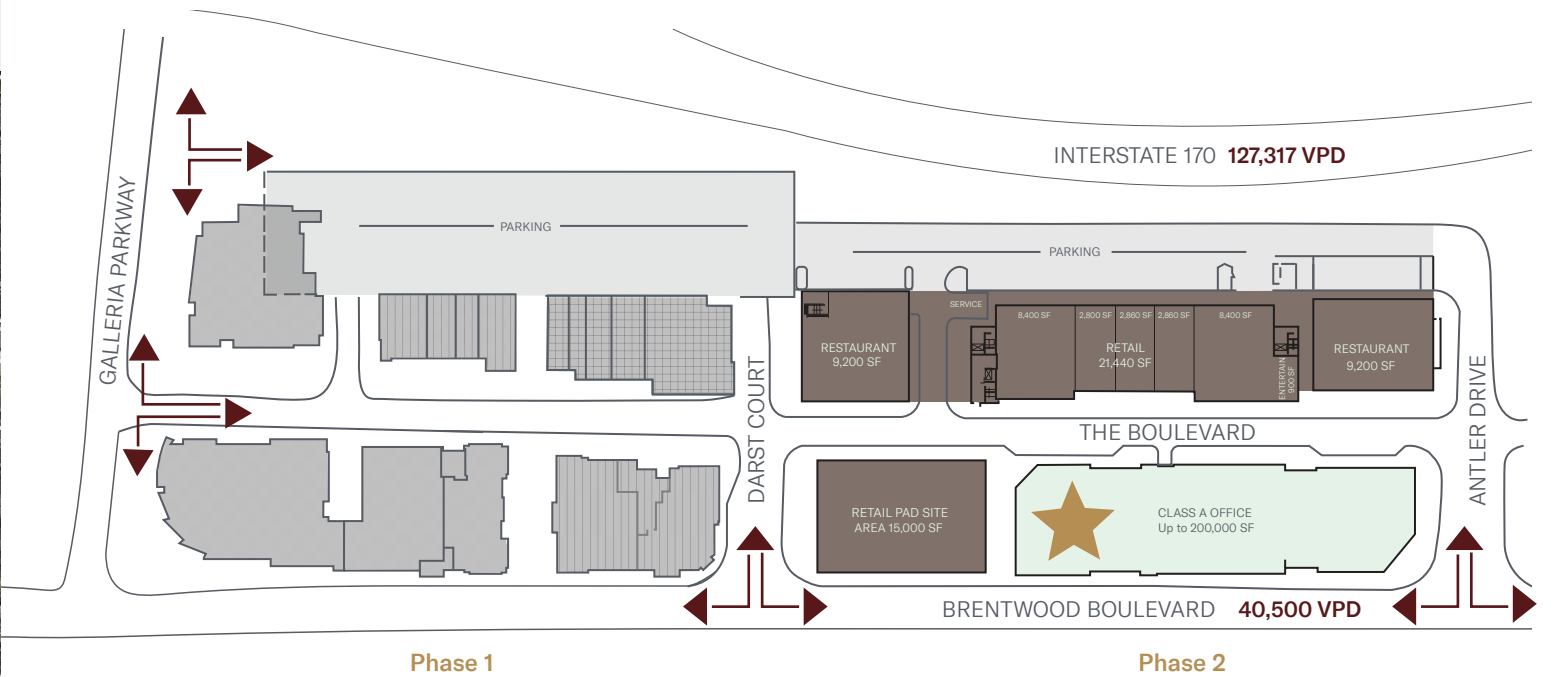 INTERSTATE 170 127,317 VPD
GALLERIA PARKWAY
PARKING
PARKING
SERVICE
8,400 SF
2,800 SF
2,860 SF
2,860 SF
8,400 SF
RESTAURANT
9,200 SF
RETAIL
21,440 SF
ENTERTAIN
900 SF
RESTAURANT
9,200 SF
DARST COURT
THE BOULEVARD
ANTLER DRIVE
RETAIL PAD SITE
AREA 15,000 SF
CLASS A OFFICE
Up to 200,000 SF
BRENTWOOD BOULEVARD 40,500 VPD
Phase 1
Phase 2